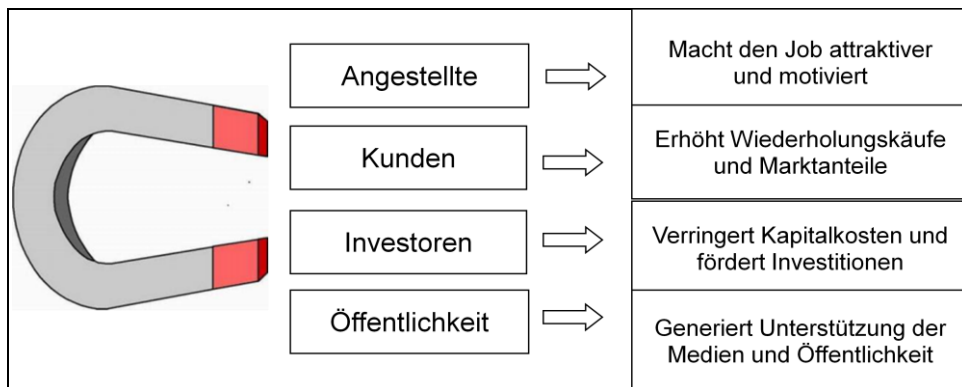 Angestellte
Macht den Job attraktiver
und motiviert
Kunden
Erhöht Wiederholungskäufe
und Marktanteile
Investoren
Verringert Kapitalkosten und
fördert Investitionen
Öffentlichkeit
Generiert Unterstützung der
Medien und Öffentlichkeit